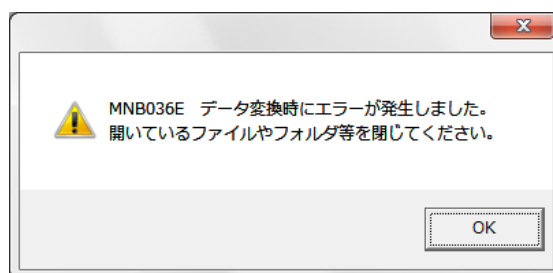 MNB036E データ変換時にエラーが発生しました。
開いているファイルやフォルダ等を閉じてください。
OK